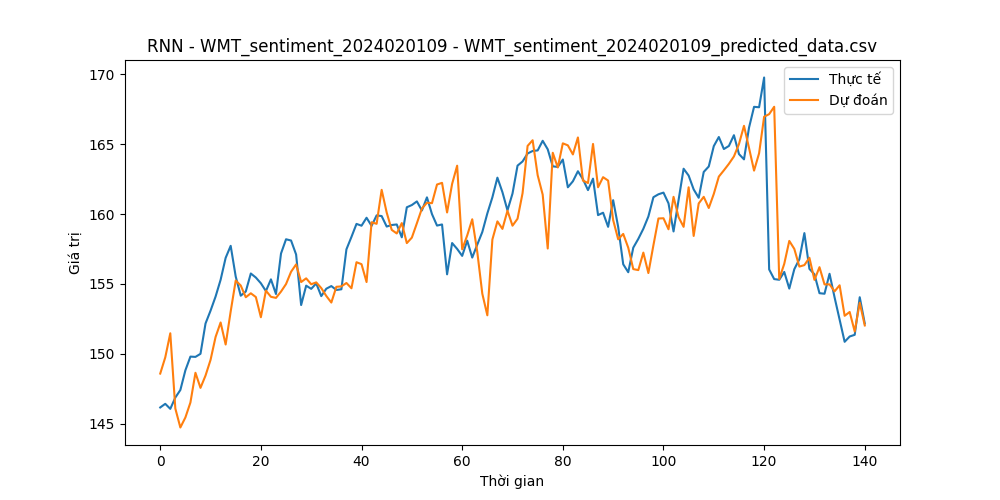 RNN - WMT_sentiment_2024020109 - WMT_sentiment_2024020109_predicted_data.csv
Thực tế
Dự đoán
Giá trị
170
165
160
155
150
145
0 20 40 60 80 100 120 140
Thời gian